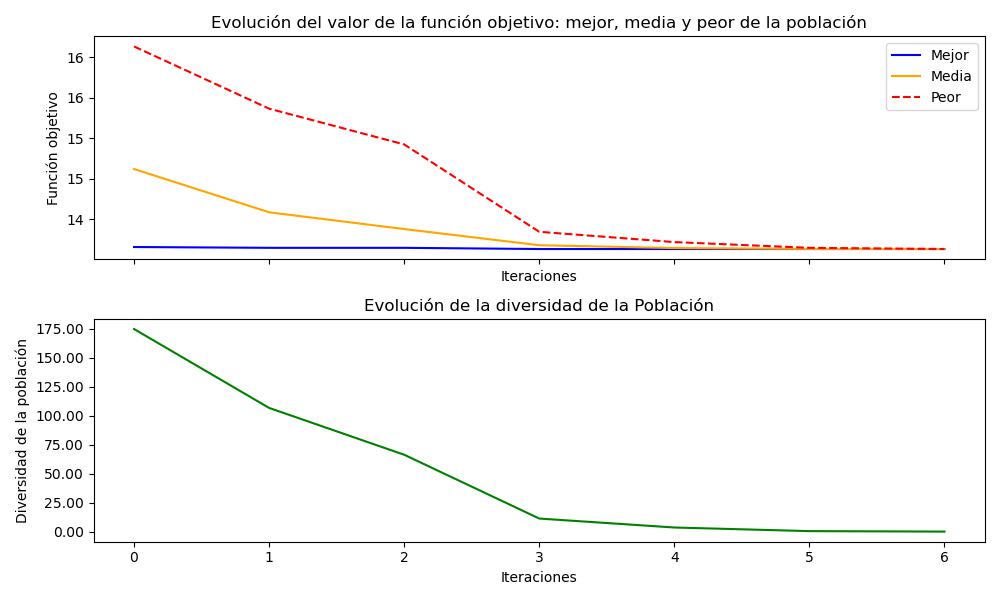 Evolución del valor de la función objetivo: mejor, media y peor de la población
Función objetivo
16
16
15
15
14
Mejor
Media
Peor
Iteraciones
Evolución de la diversidad de la Población
Diversidad de la población
175.00
150.00
125.00
100.00
75.00
50.00
25.00
0.00
0 1 2 3 4 5 6
Iteraciones